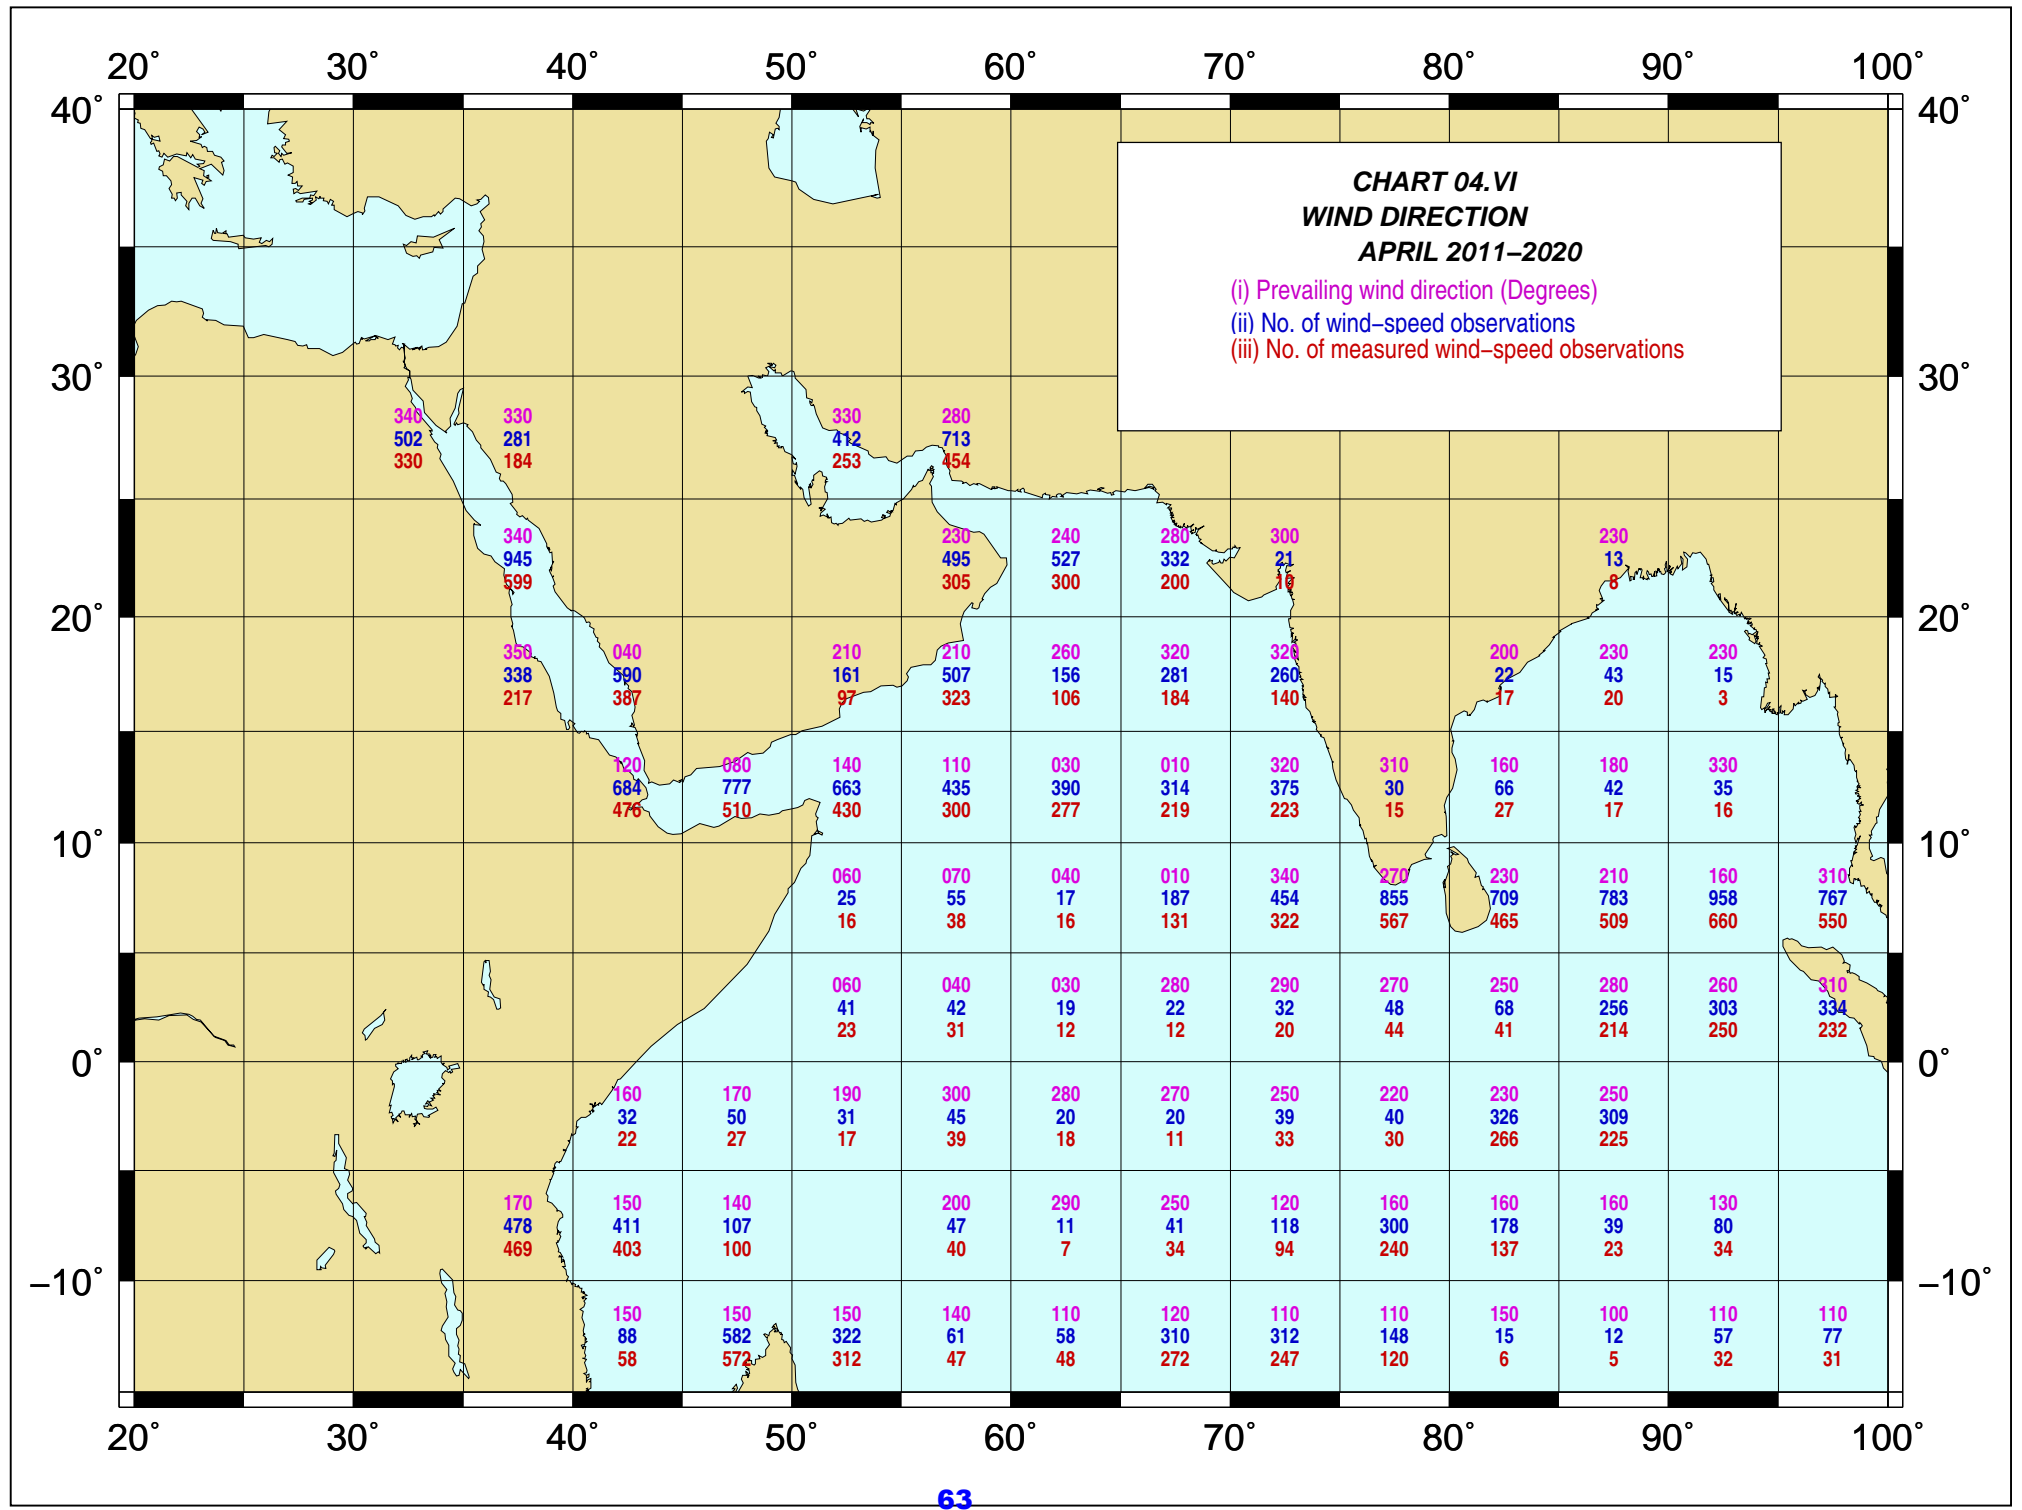 20° 30° 40° 50° 60° 70° 80° 90° 100°
40° 40°
CHART 04.VI
WIND DIRECTION
APRIL 2011–2020
(i) Prevailing wind direction (Degrees)
(ii) No. of wind–speed observations
(iii) No. of measured wind–speed observations
30° 30°
340 330 330 280
502 281 412 713
330 184 253 454
340 230 240 280 300 230
945 495 527 332 21 13
599 305 300 200 10 8
20° 20°
350 040 210 210 260 320 320 200 230 230
338 590 161 507 156 281 260 22 43 15
217 387 97 323 106 184 140 17 20 3
120 080 140 110 030 010 320 310 160 180 330
684 777 663 435 390 314 375 30 66 42 35
476 510 430 300 277 219 223 15 27 17 16
10° 10°
060 070 040 010 340 270 230 210 160 310
25 55 17 187 454 855 709 783 958 767
16 38 16 131 322 567 465 509 660 550
060 040 030 280 290 270 250 280 260 310
41 42 19 22 32 48 68 256 303 334
23 31 12 12 20 44 41 214 250 232
0° 0°
160 170 190 300 280 270 250 220 230 250
32 50 31 45 20 20 39 40 326 309
22 27 17 39 18 11 33 30 266 225
170 150 140 200 290 250 120 160 160 160 130
478 411 107 47 11 41 118 300 178 39 80
469 403 100 40 7 34 94 240 137 23 34
–10° –10°
150 150 150 140 110 120 110 110 150 100 110 110
88 582 322 61 58 310 312 148 15 12 57 77
58 572 312 47 48 272 247 120 6 5 32 31
20° 30° 40° 50° 60° 70° 80° 90° 100°
63